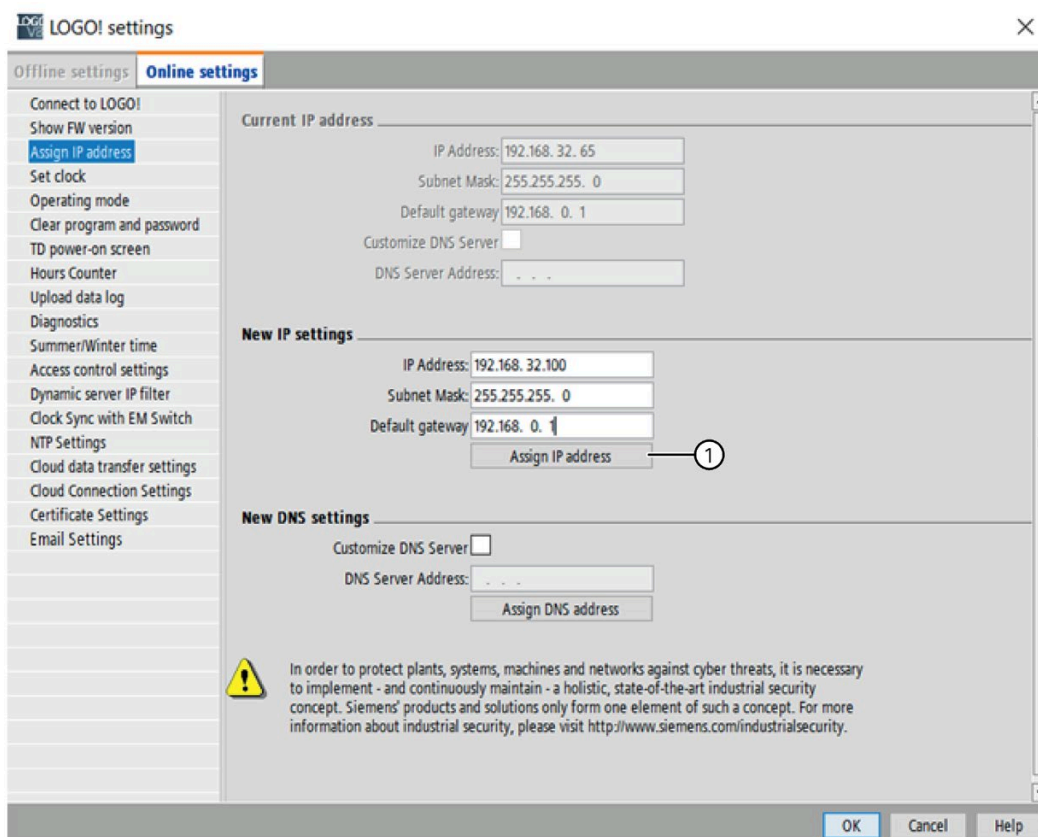 LOGO! settings
Offline settings
Online settings
Connect to LOGO!
Show FW version
Assign IP address
Set clock
Operating mode
Clear program and password
TD power-on screen
Hours Counter
Upload data log
Diagnostics
Summer/Winter time
Access control settings
Dynamic server IP filter
Clock Sync with EM Switch
NTP Settings
Cloud data transfer settings
Cloud Connection Settings
Certificate Settings
Email Settings
Current IP address
IP Address: 192.168. 32. 65
Subnet Mask: 255.255.255. 0
Default gateway 192.168. 0. 1
Customize DNS Server
DNS Server Address: . . .
New IP settings
IP Address: 192.168. 32.100
Subnet Mask: 255.255.255. 0
Default gateway 192.168. 0. 1
Assign IP address
1
New DNS settings
Customize DNS Server
DNS Server Address: . . .
Assign DNS address
In order to protect plants, systems, machines and networks against cyber threats, it is necessary
to implement - and continuously maintain - a holistic, state-of-the-art industrial security
concept. Siemens' products and solutions only form one element of such a concept. For more
information about industrial security, please visit http://www.siemens.com/industrialsecurity.
OK
Cancel
Help